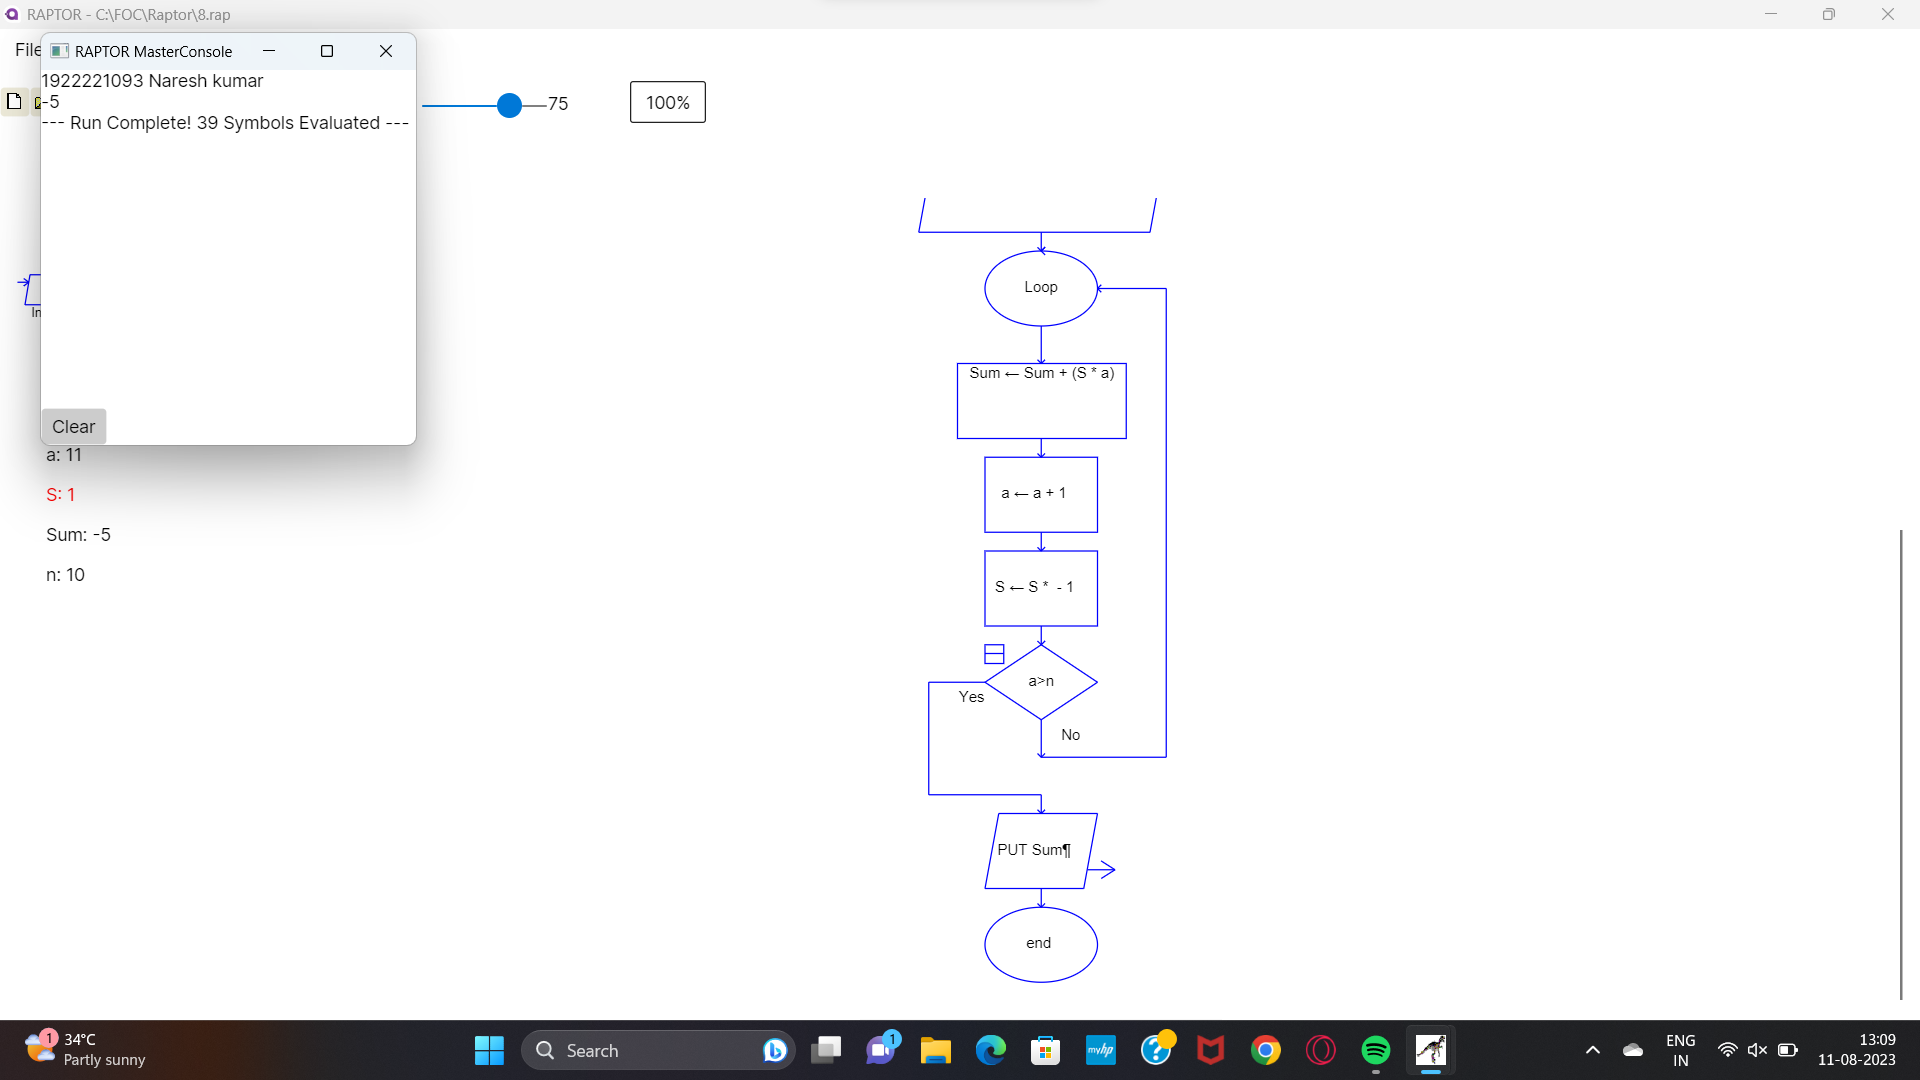 RAPTOR - C:\FOC\Raptor\8.rap
File
RAPTOR MasterConsole
1922221093 Naresh kumar
-5
--- Run Complete! 39 Symbols Evaluated ---
Clear
75
100%
a: 11
S: 1
Sum: -5
n: 10
Loop
Sum ← Sum + (S * a)
a ← a + 1
S ← S * - 1
a>n
Yes
No
PUT Sum¶
end
1
34°C
Partly sunny
Search
1
myhp
ENG
IN
13:09
11-08-2023